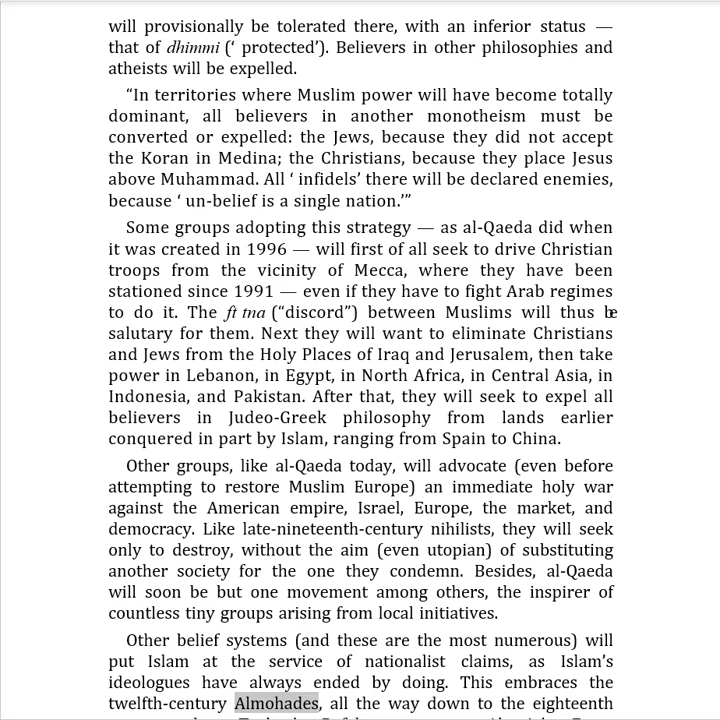 will provisionally be tolerated there, with an inferior status —
that of dhimmi (‘ protected’). Believers in other philosophies and
atheists will be expelled.
“In territories where Muslim power will have become totally
dominant, all believers in another monotheism must be
converted or expelled: the Jews, because they did not accept
the Koran in Medina; the Christians, because they place Jesus
above Muhammad. All ‘ infidels’ there will be declared enemies,
because ‘ un-belief is a single nation.’”
Some groups adopting this strategy — as al-Qaeda did when
it was created in 1996 — will first of all seek to drive Christian
troops from the vicinity of Mecca, where they have been
stationed since 1991 — even if they have to fight Arab regimes
to do it. The ft tna (“discord”) between Muslims will thus be
salutary for them. Next they will want to eliminate Christians
and Jews from the Holy Places of Iraq and Jerusalem, then take
power in Lebanon, in Egypt, in North Africa, in Central Asia, in
Indonesia, and Pakistan. After that, they will seek to expel all
believers in Judeo-Greek philosophy from lands earlier
conquered in part by Islam, ranging from Spain to China.
Other groups, like al-Qaeda today, will advocate (even before
attempting to restore Muslim Europe) an immediate holy war
against the American empire, Israel, Europe, the market, and
democracy. Like late-nineteenth-century nihilists, they will seek
only to destroy, without the aim (even utopian) of substituting
another society for the one they condemn. Besides, al-Qaeda
will soon be but one movement among others, the inspirer of
countless tiny groups arising from local initiatives.
Other belief systems (and these are the most numerous) will
put Islam at the service of nationalist claims, as Islam’s
ideologues have always ended by doing. This embraces the
twelfth-century Almohades, all the way down to the eighteenth